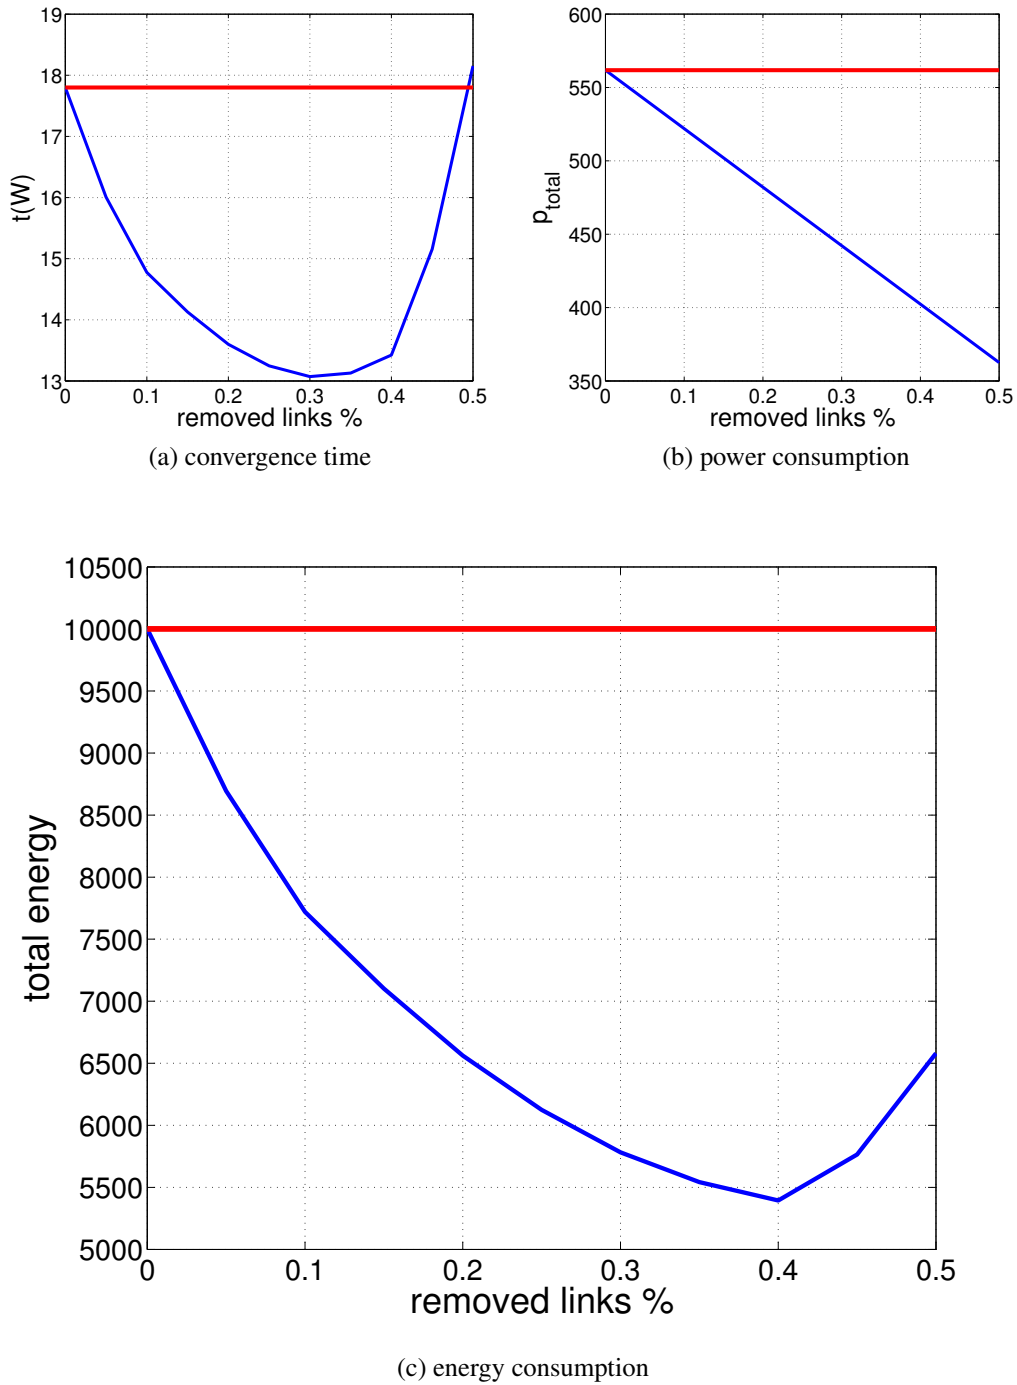 19
18
17
16
15
14
13
t(W)
0 0.1 0.2 0.3 0.4 0.5
removed links %
(a) convergence time
600
550
500
450
400
350
p_total
0 0.1 0.2 0.3 0.4 0.5
removed links %
(b) power consumption
10500
10000
9500
9000
8500
8000
7500
7000
6500
6000
5500
5000
total energy
0 0.1 0.2 0.3 0.4 0.5
removed links %
(c) energy consumption